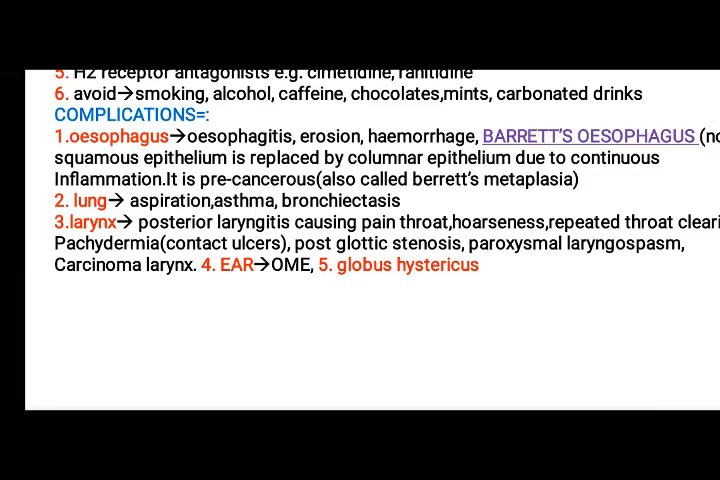 5. H2 receptor antagonists e.g. cimetidine, ranitidine
6. avoid→smoking, alcohol, caffeine, chocolates,mints, carbonated drinks
COMPLICATIONS=:
1.oesophagus→oesophagitis, erosion, haemorrhage, BARRETT’S OESOPHAGUS
squamous epithelium is replaced by columnar epithelium due to continuous
Inflammation.It is pre-cancerous(also called berrett’s metaplasia)
2. lung→ aspiration,asthma, bronchiectasis
3.larynx→ posterior laryngitis causing pain throat,hoarseness,repeated throat
Pachydermia(contact ulcers), post glottic stenosis, paroxysmal laryngospasm,
Carcinoma larynx. 4. EAR→OME, 5. globus hystericus